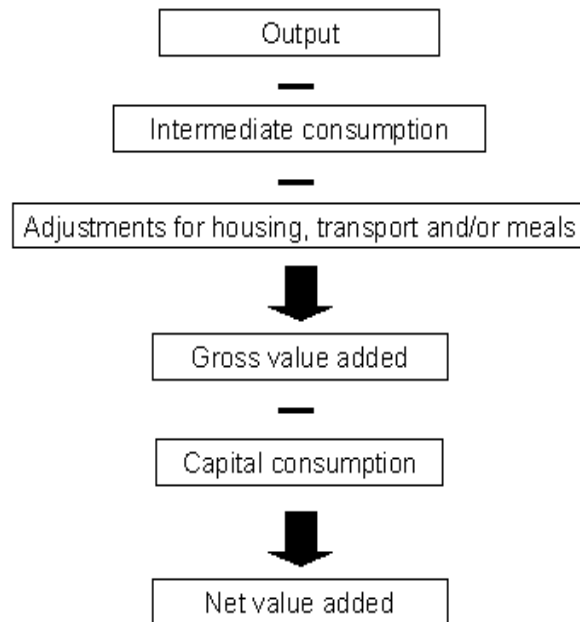 Output
Intermediate consumption
Adjustments for housing, transport and/or meals
Gross value added
Capital consumption
Net value added